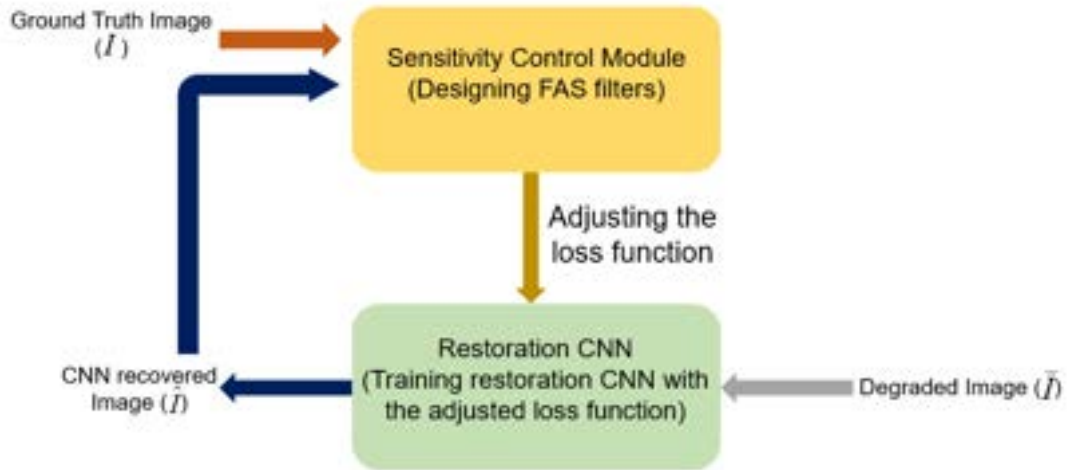 Ground Truth Image
(I)
Sensitivity Control Module
(Designing FAS filters)
Adjusting the
loss function
Restoration CNN
(Training restoration CNN with
the adjusted loss function)
CNN recovered
Image (Î)
Degraded Image (Ī)